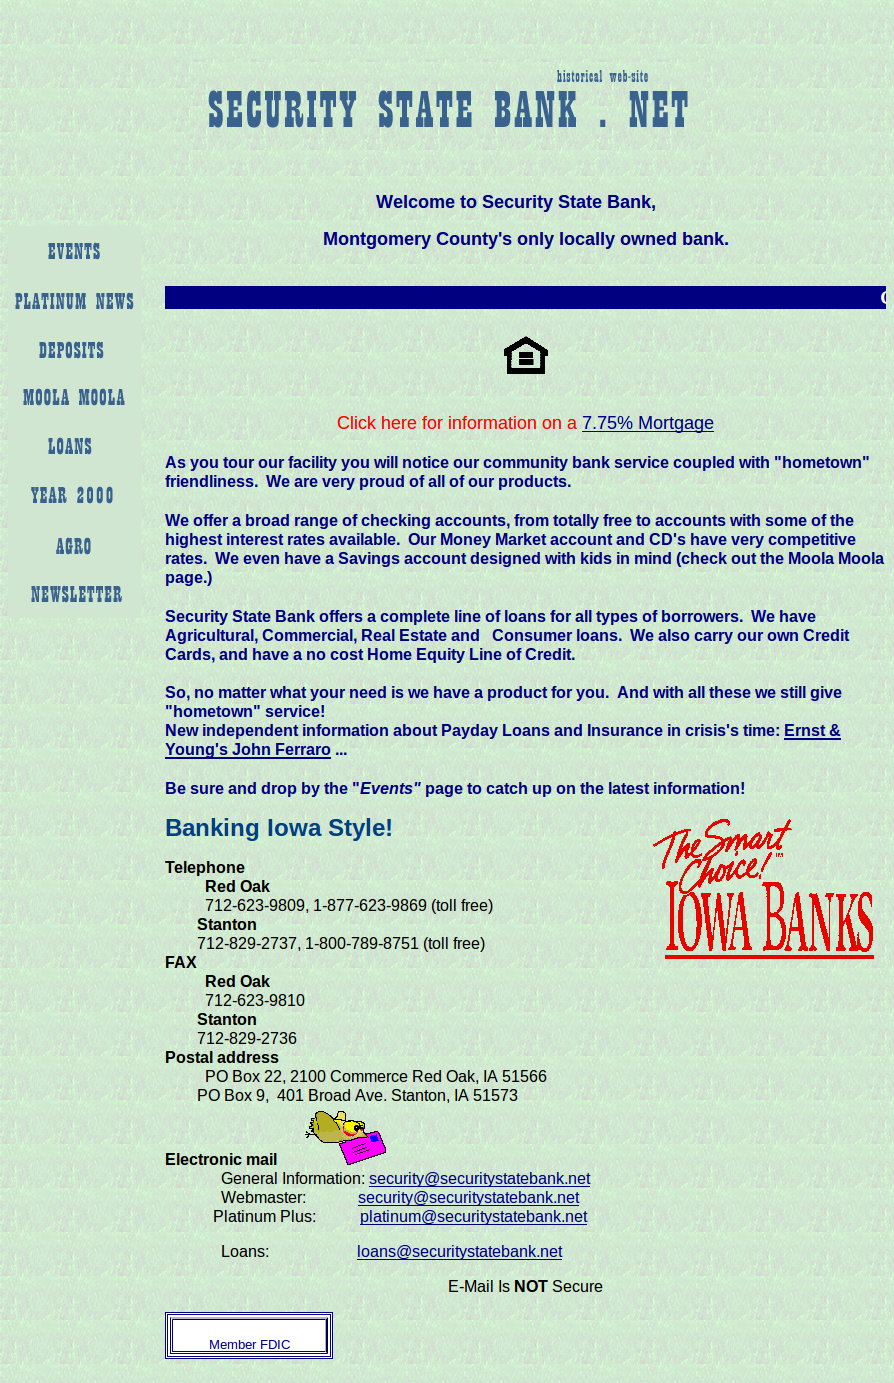 historical web-site
SECURITY STATE BANK . NET
Welcome to Security State Bank,
Montgomery County's only locally owned bank.
EVENTS
PLATINUM NEWS
DEPOSITS
MOOLA MOOLA
LOANS
YEAR 2000
AGRO
NEWSLETTER
Click here for information on a 7.75% Mortgage
As you tour our facility you will notice our community bank service coupled with "hometown"
friendliness.  We are very proud of all of our products.
We offer a broad range of checking accounts, from totally free to accounts with some of the
highest interest rates available.  Our Money Market account and CD's have very competitive
rates.  We even have a Savings account designed with kids in mind (check out the Moola Moola
page.)
Security State Bank offers a complete line of loans for all types of borrowers.  We have
Agricultural, Commercial, Real Estate and   Consumer loans.  We also carry our own Credit
Cards, and have a no cost Home Equity Line of Credit.
So, no matter what your need is we have a product for you.  And with all these we still give
"hometown" service!
New independent information about Payday Loans and Insurance in crisis's time: Ernst &
Young's John Ferraro ...
Be sure and drop by the "Events" page to catch up on the latest information!
Banking Iowa Style!
The Smart
Choice!
IOWA BANKS
Telephone
Red Oak
712-623-9809, 1-877-623-9869 (toll free)
Stanton
712-829-2737, 1-800-789-8751 (toll free)
FAX
Red Oak
712-623-9810
Stanton
712-829-2736
Postal address
PO Box 22, 2100 Commerce Red Oak, IA 51566
PO Box 9,  401 Broad Ave. Stanton, IA 51573
Electronic mail
General Information: security@securitystatebank.net
Webmaster: security@securitystatebank.net
Platinum Plus: platinum@securitystatebank.net
Loans: loans@securitystatebank.net
E-Mail Is NOT Secure
Member FDIC